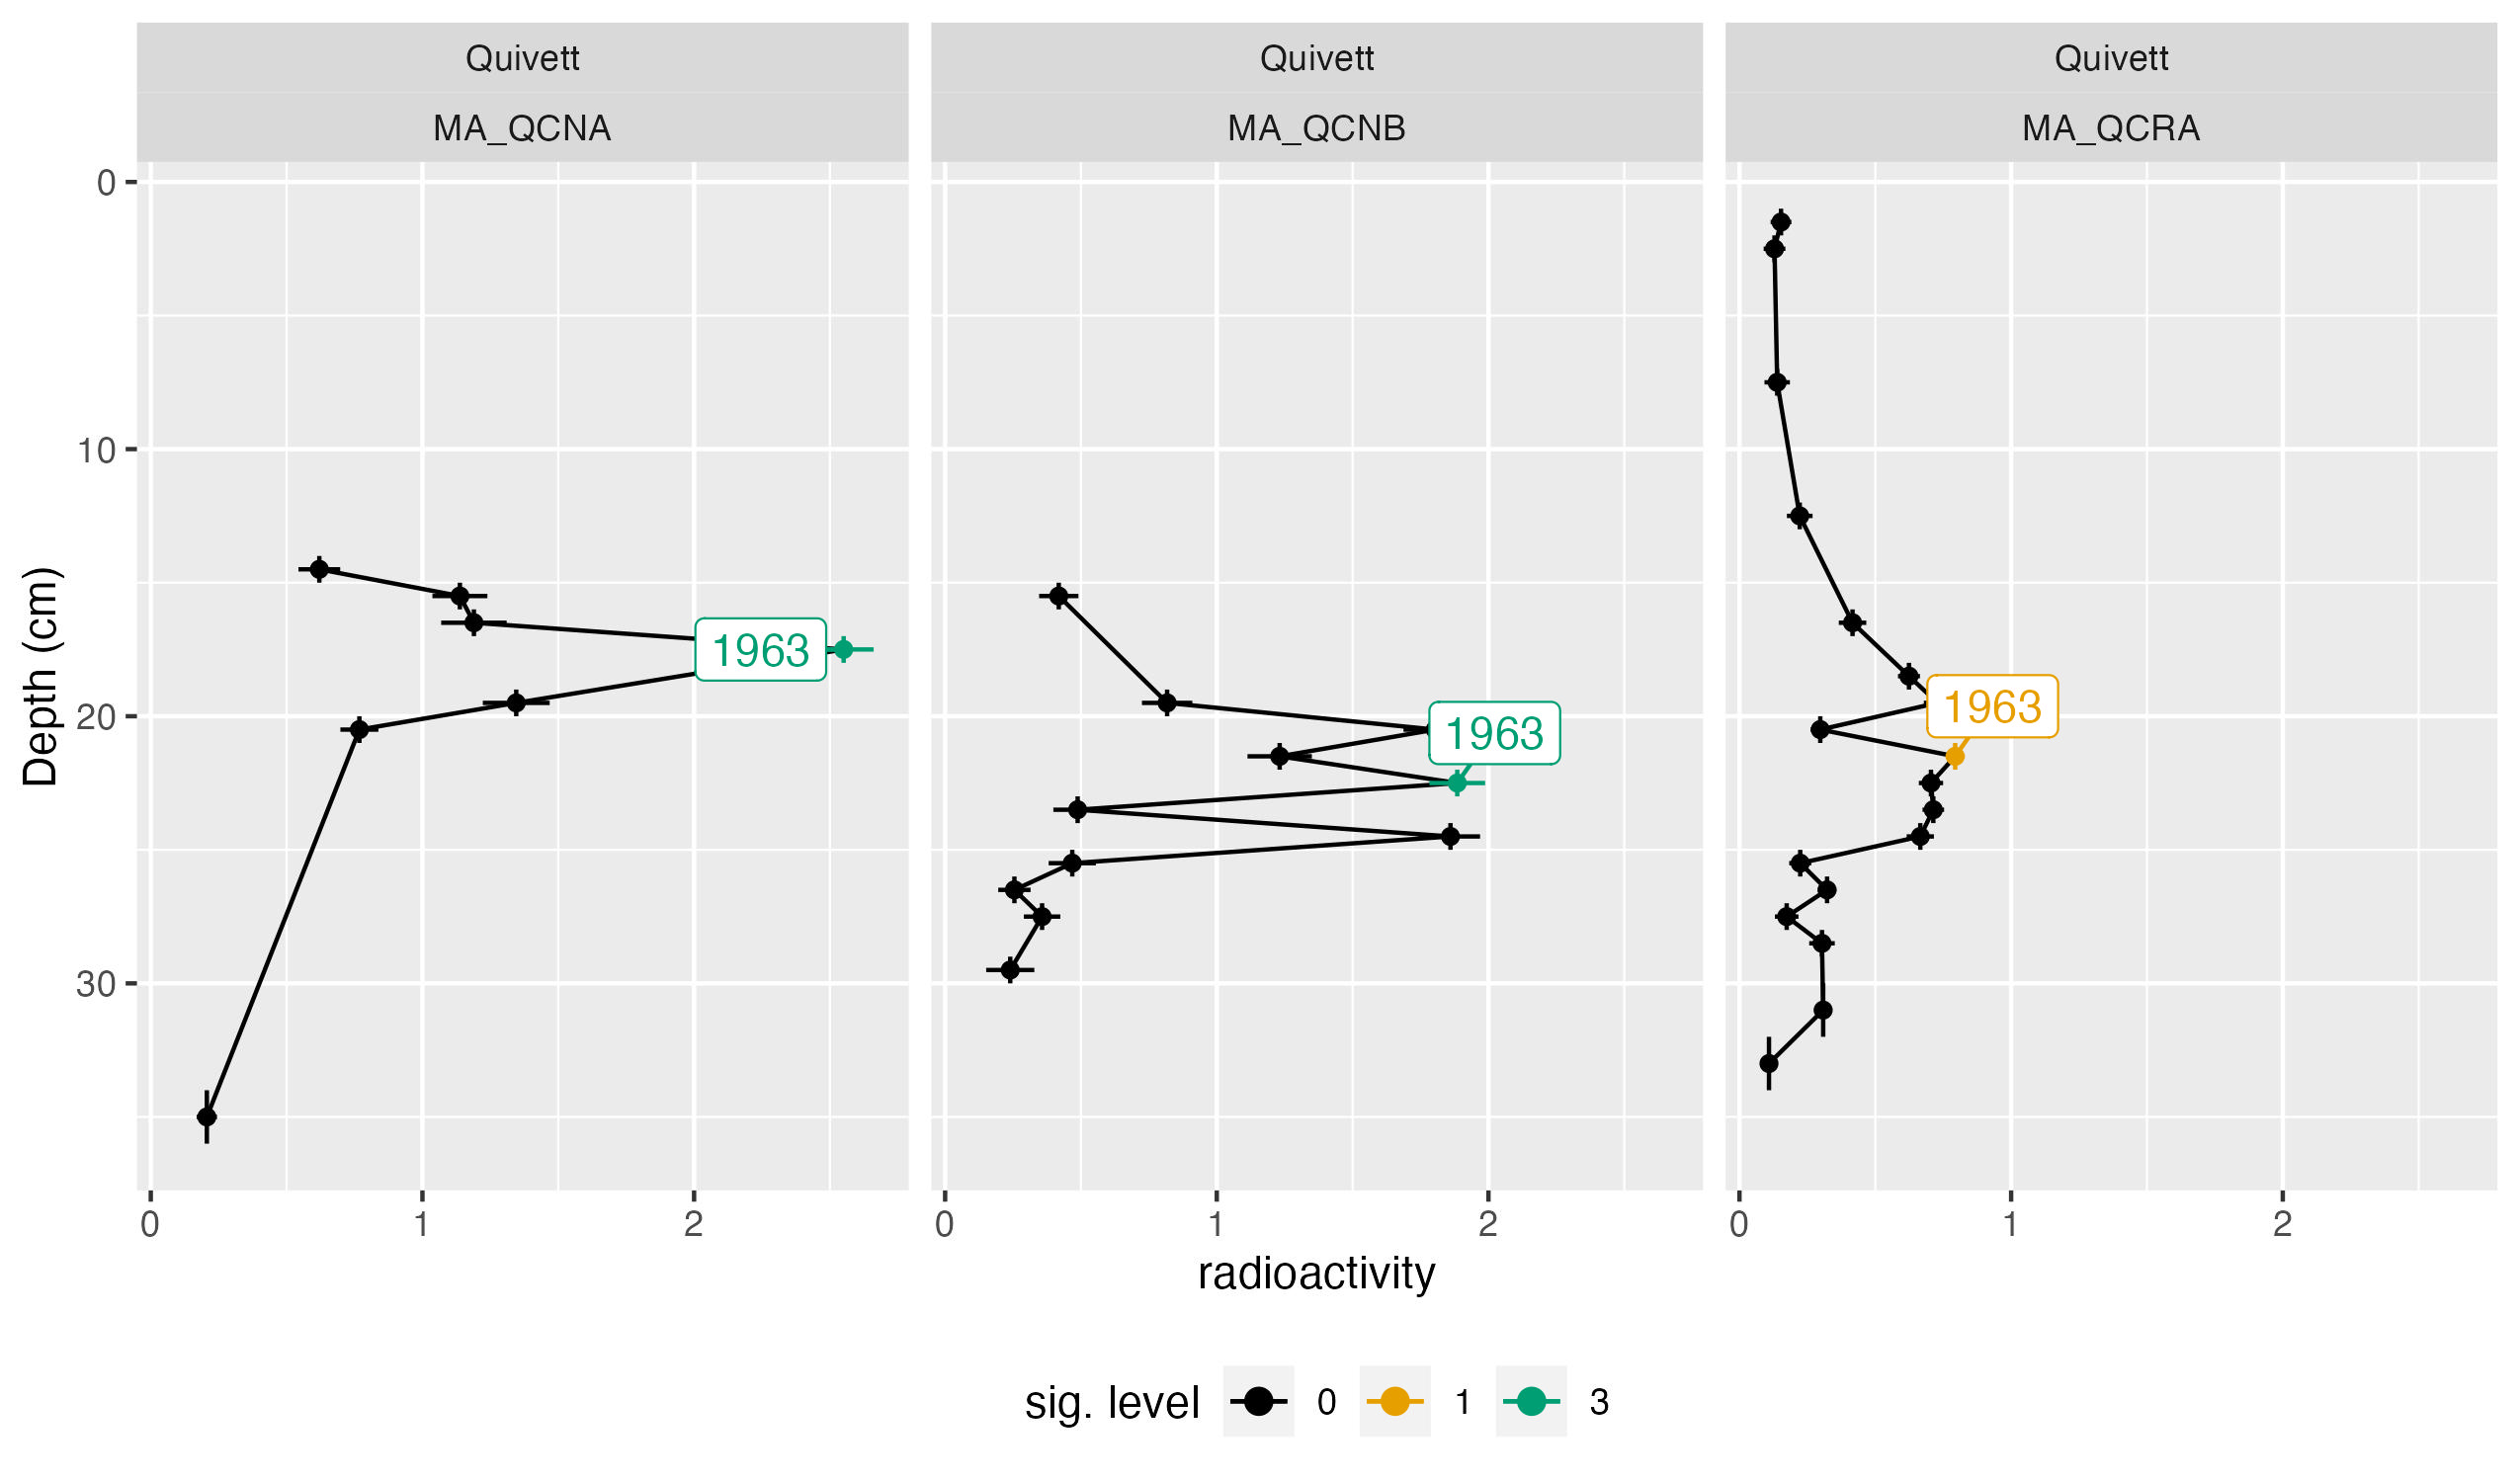 Quivett Quivett Quivett
MA_QCNA MA_QCNB MA_QCRA
0
10
20
30
Depth (cm)
1963
1963
1963
0 1 2 0 1 2 0 1 2
radioactivity
sig. level 0 1 3